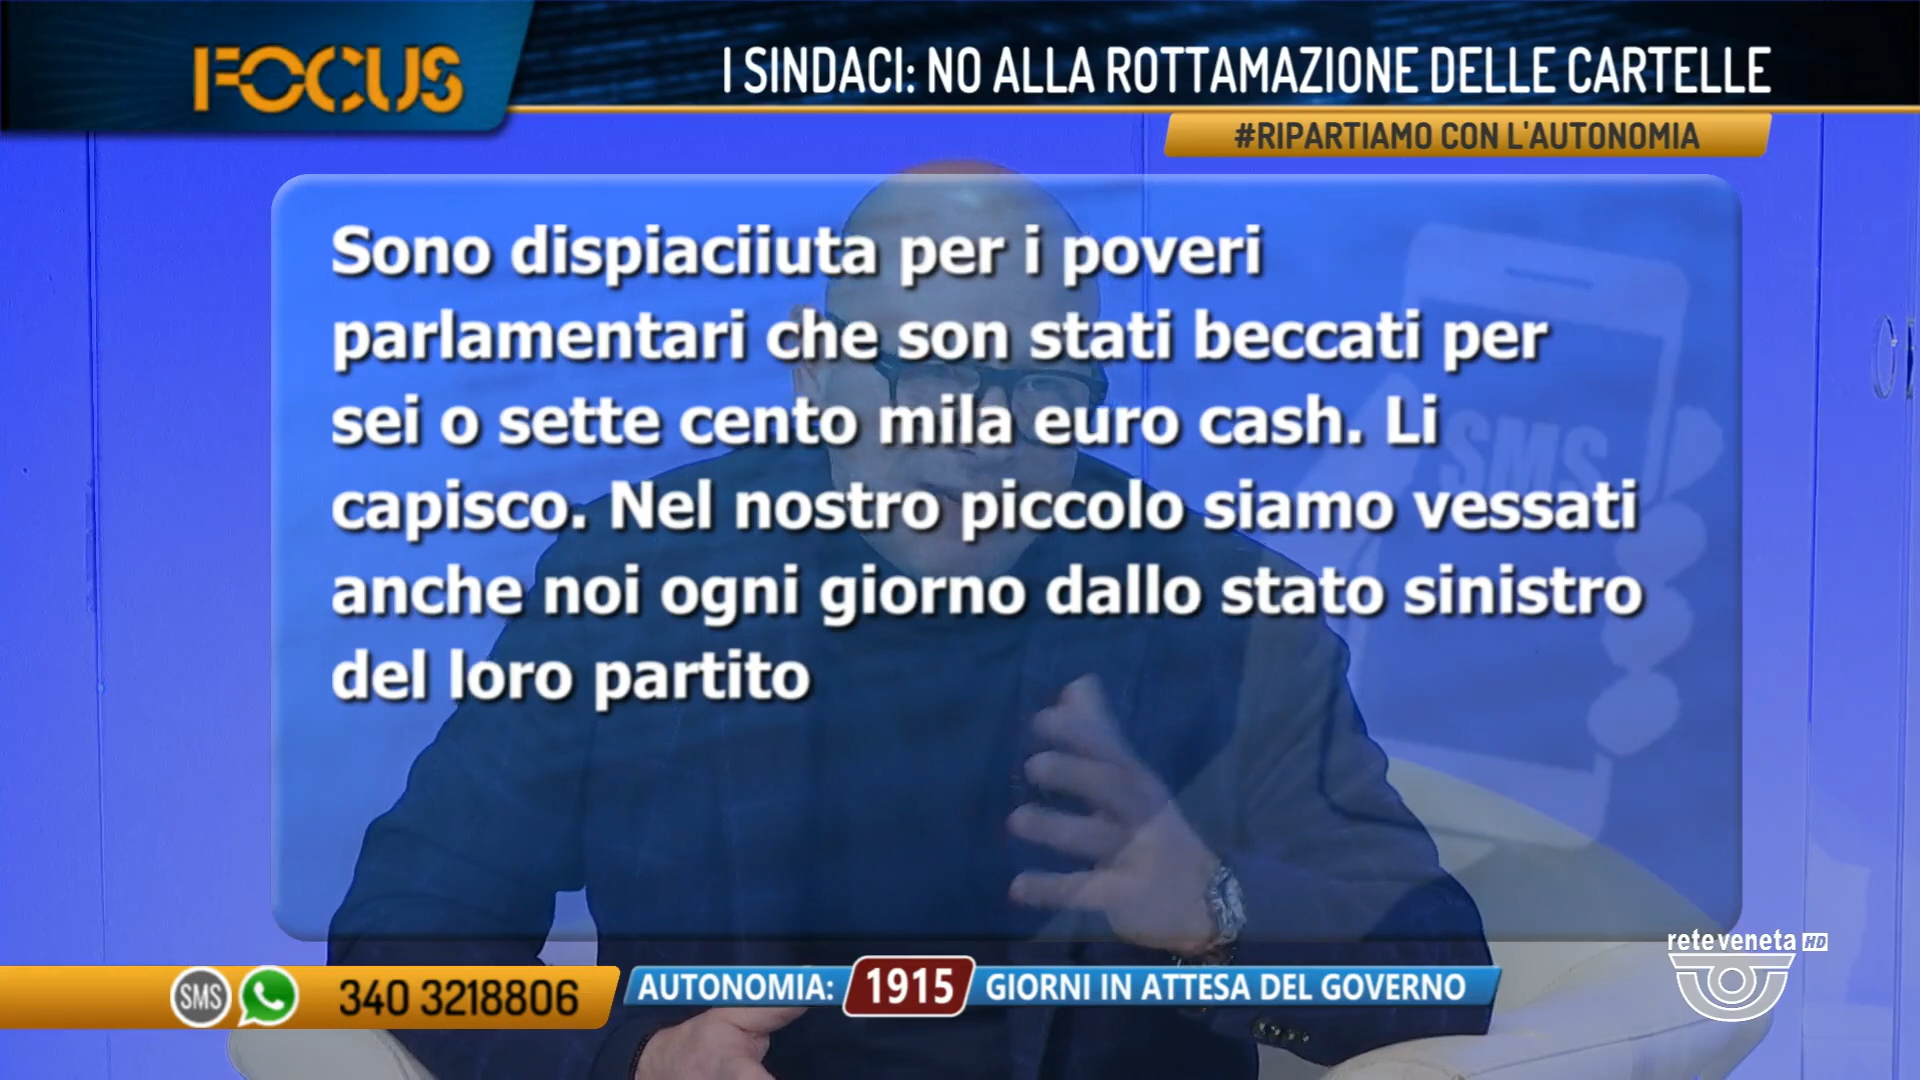 FOCUS
I SINDACI: NO ALLA ROTTAMAZIONE DELLE CARTELLE
#RIPARTIAMO CON L'AUTONOMIA
Sono dispiaciiuta per i poveri
parlamentari che son stati beccati per
sei o sette cento mila euro cash. Li
capisco. Nel nostro piccolo siamo vessati
anche noi ogni giorno dallo stato sinistro
del loro partito
SMS
reteveneta HD
SMS 340 3218806
AUTONOMIA: 1915 GIORNI IN ATTESA DEL GOVERNO